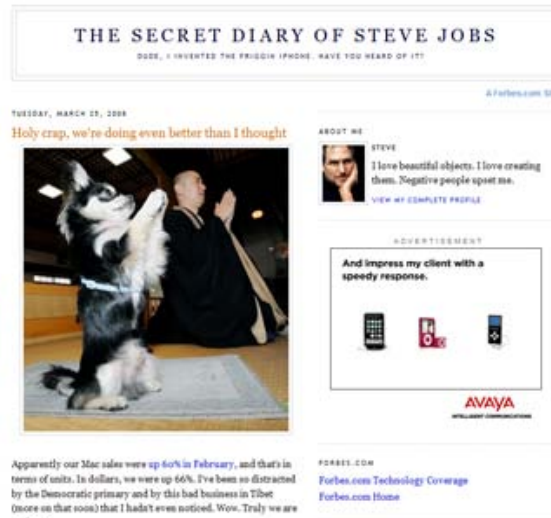 THE SECRET DIARY OF STEVE JOBS
DUDE, I INVENTED THE FRIGGIN IPHONE. HAVE YOU HEARD OF IT?
A Forbes.com
TUESDAY, MARCH 25, 2008
Holy crap, we're doing even better than I thought
Apparently our Mac sales were up 60% in February, and that's in
terms of units. In dollars, we were up 66%. I've been so distracted
by the Democratic primary and by this bad business in Tibet
(more on that soon) that I hadn't even noticed. Wow. Truly we are
ABOUT ME
STEVE
I love beautiful objects. I love creating
them. Negative people upset me.
VIEW MY COMPLETE PROFILE
ADVERTISEMENT
And impress my client with a
speedy response.
AVAYA
INTELLIGENT COMMUNICATIONS
FORBES.COM
Forbes.com Technology Coverage
Forbes.com Home